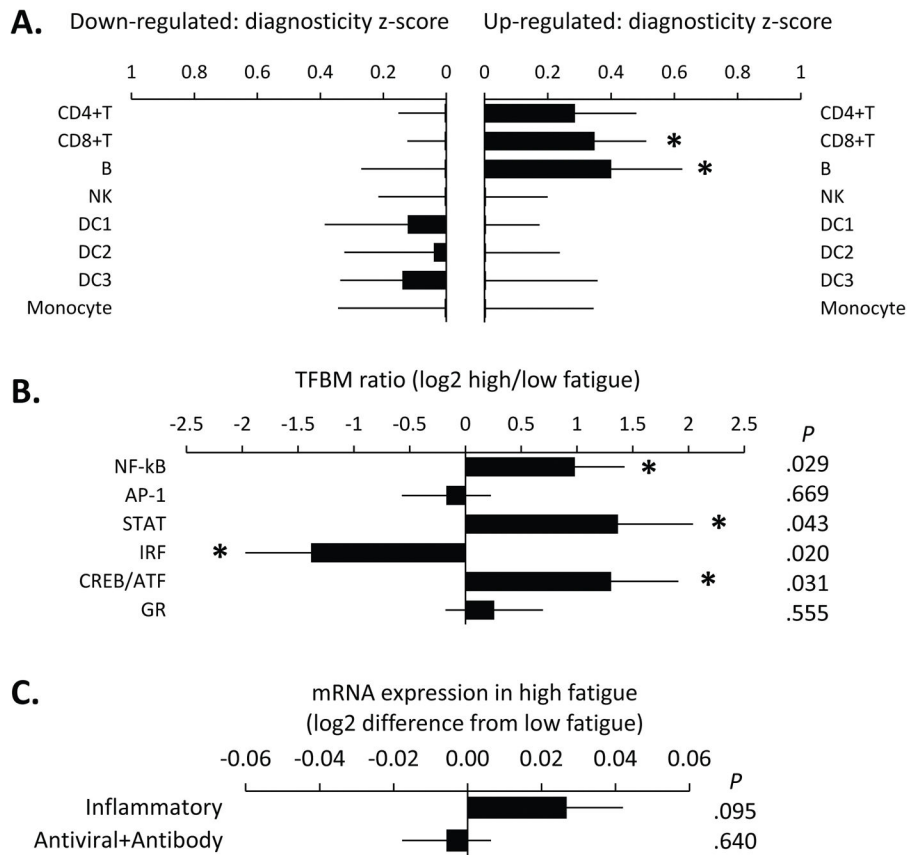 A.
Down-regulated: diagnosticity z-score Up-regulated: diagnosticity z-score
1 0.8 0.6 0.4 0.2 0 0 0.2 0.4 0.6 0.8 1
CD4+T CD4+T
CD8+T * CD8+T
B * B
NK NK
DC1 DC1
DC2 DC2
DC3 DC3
Monocyte Monocyte
B.
TFBM ratio (log2 high/low fatigue)
-2.5 -2 -1.5 -1 -0.5 0 0.5 1 1.5 2 2.5
P
NF-kB * .029
AP-1 .669
STAT * .043
IRF * .020
CREB/ATF * .031
GR .555
C.
mRNA expression in high fatigue
(log2 difference from low fatigue)
-0.06 -0.04 -0.02 0.00 0.02 0.04 0.06
P
Inflammatory .095
Antiviral+Antibody .640